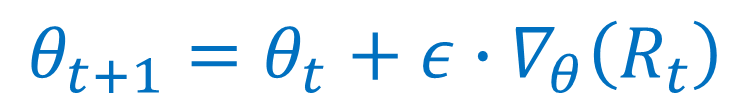 θ_{t+1} = θ_t + ϵ · ∇_θ(R_t)